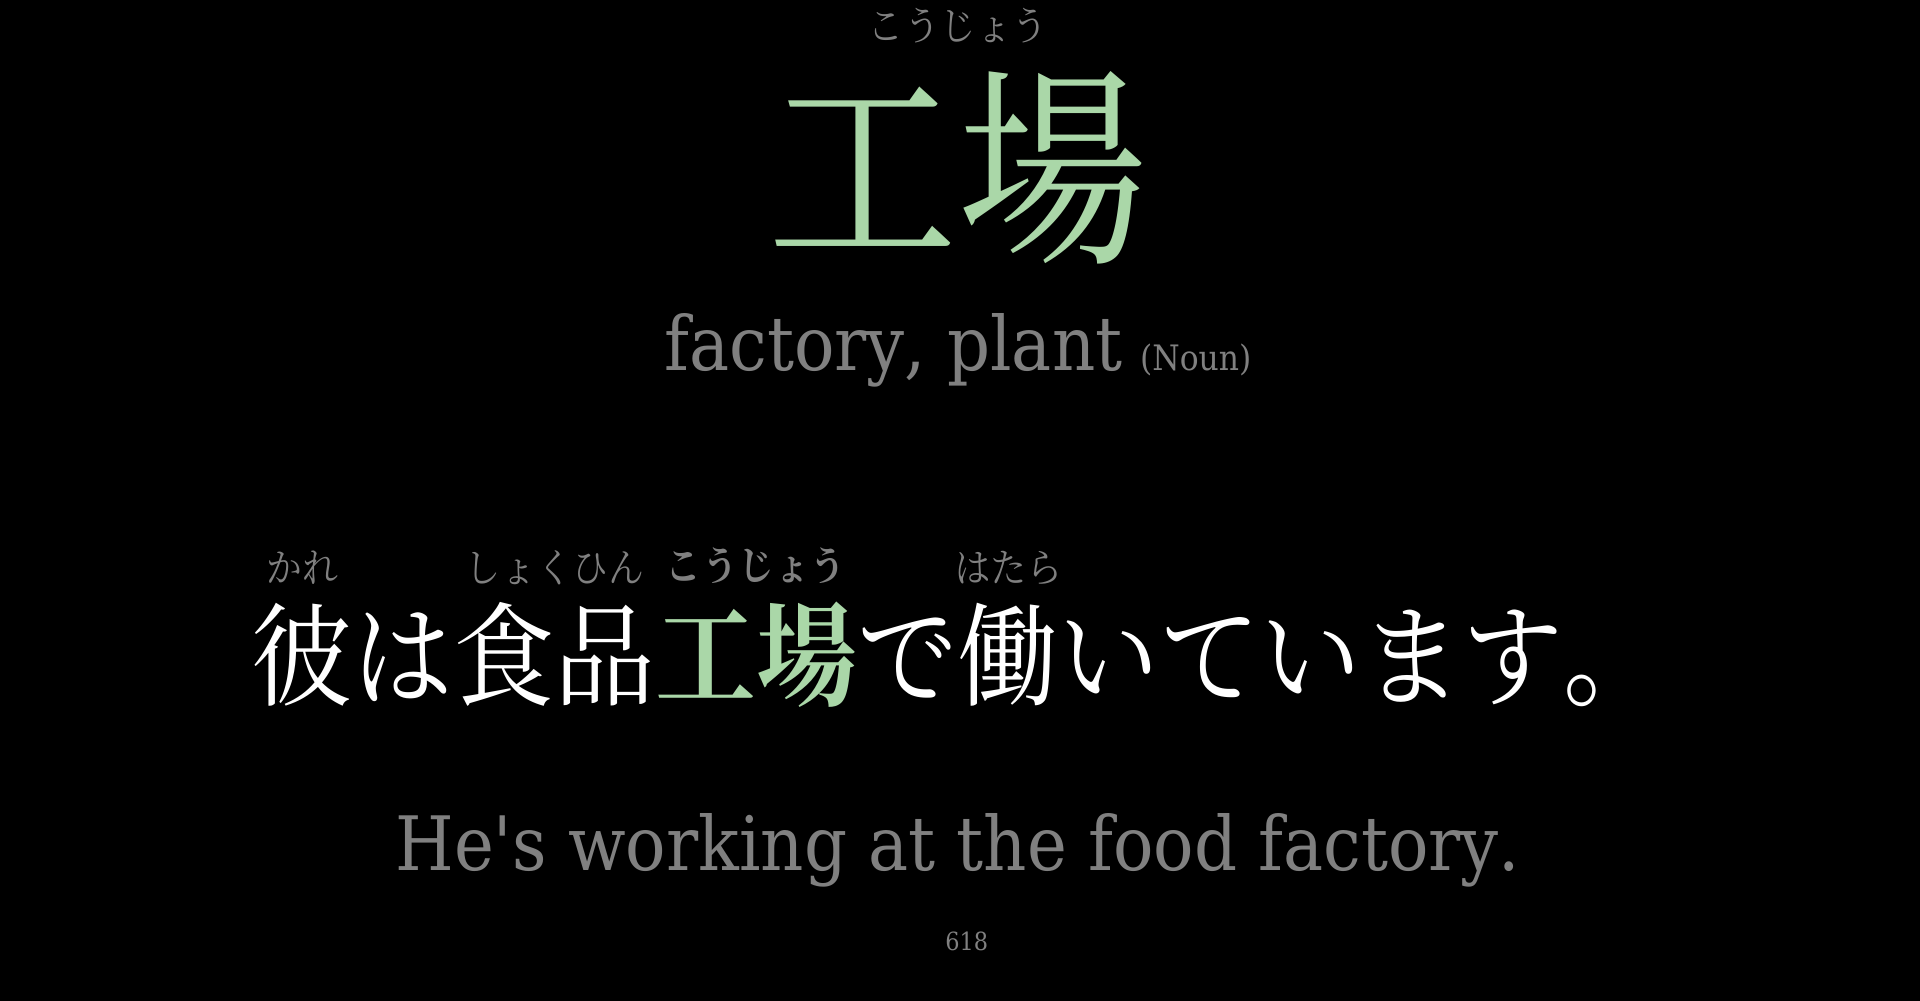 こうじょう
工場
factory, plant (Noun)
かれ しょくひん こうじょう はたら
彼は食品工場で働いています。
He's working at the food factory.
618